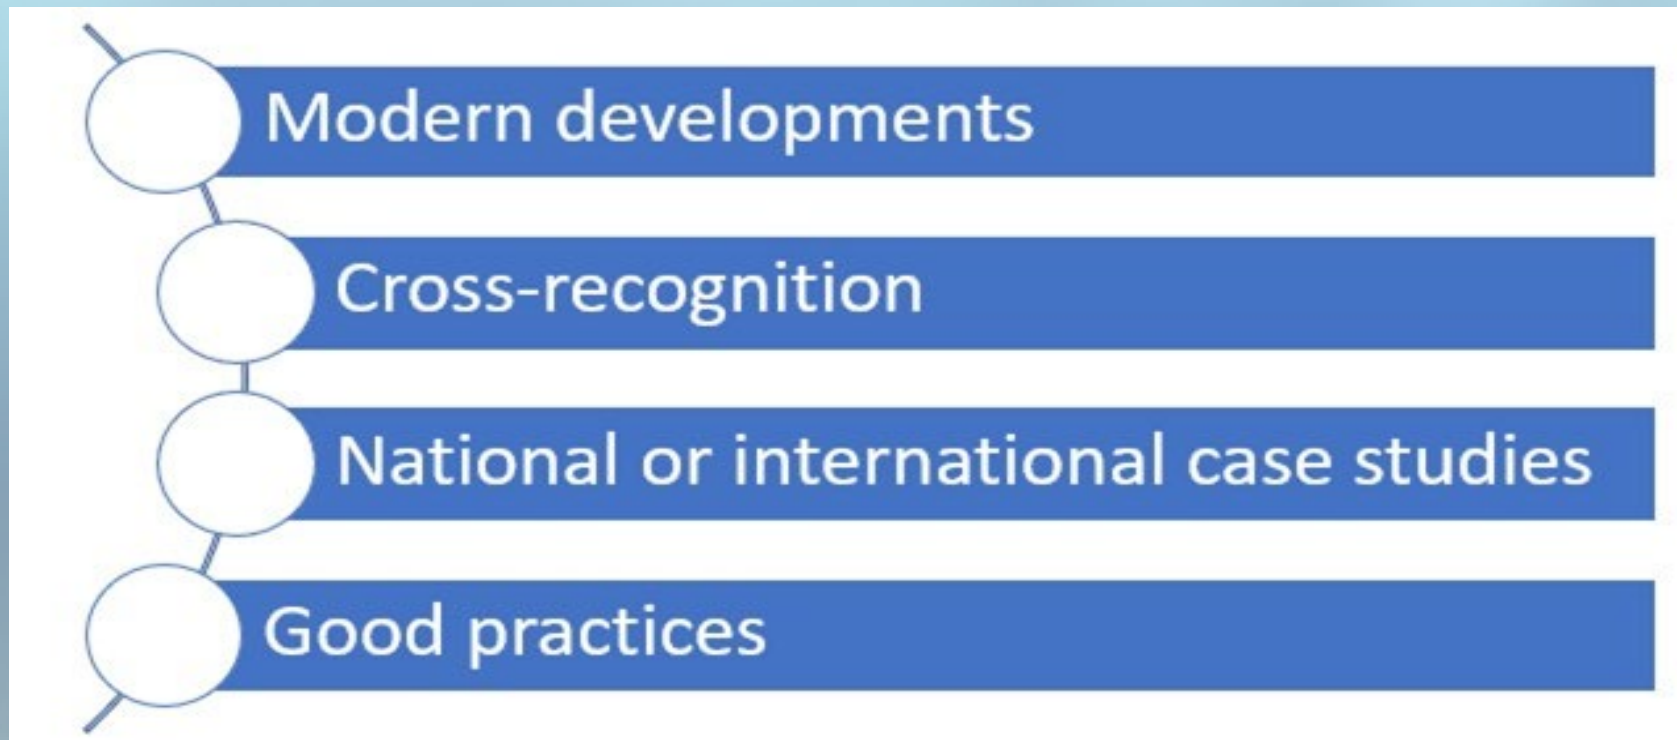 Modern developments
Cross-recognition
National or international case studies
Good practices